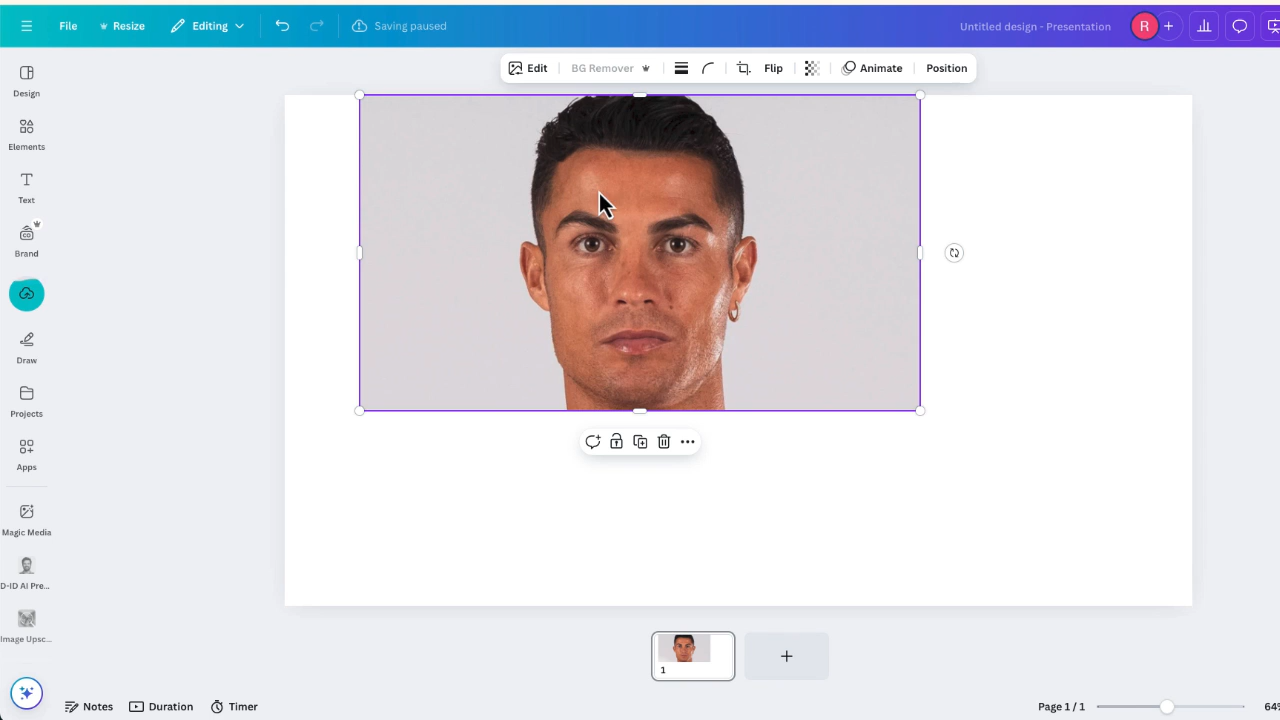 File Resize Editing Saving paused Untitled design - Presentation R
Edit BG Remover Flip Animate Position
Design
Elements
Text
co
Brand
Draw
Projects
Apps
Magic Media
D-ID AI Pre...
Image Upsc...
1
Notes Duration Timer Page 1 / 1 64%